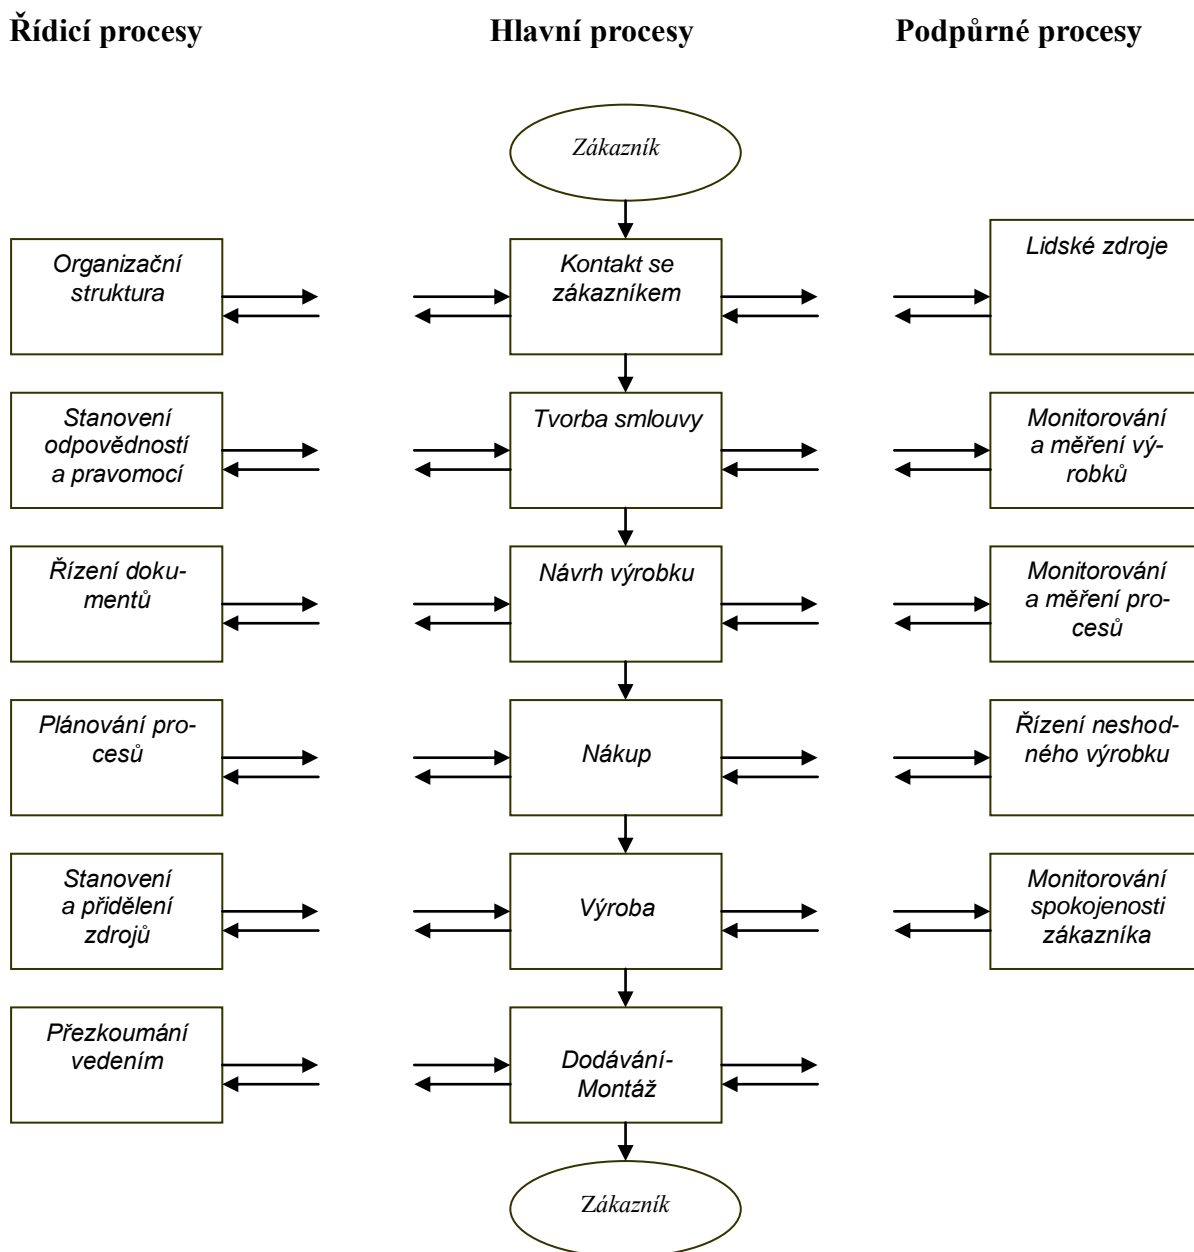 Řídicí procesy
Hlavní procesy
Podpůrné procesy
Zákazník
Organizační
struktura
Kontakt se
zákazníkem
Lidské zdroje
Stanovení
odpovědností
a pravomocí
Tvorba smlouvy
Monitorování
a měření vý-
robků
Řízení doku-
mentů
Návrh výrobku
Monitorování
a měření pro-
cesů
Plánování pro-
cesů
Nákup
Řízení neshod-
ného výrobku
Stanovení
a přidělení
zdrojů
Výroba
Monitorování
spokojenosti
zákazníka
Přezkoumání
vedením
Dodávání-
Montáž
Zákazník